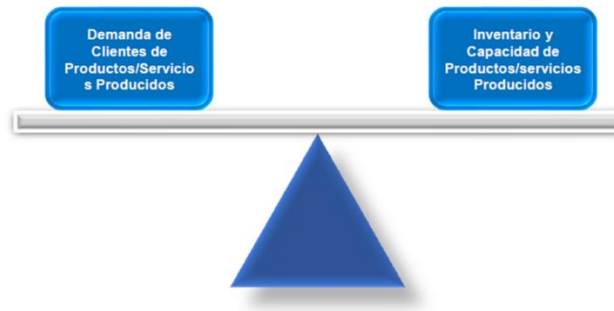 Demanda de
Clientes de
Productos/Servicio
s Producidos
Inventario y
Capacidad de
Productos/servicios
Producidos